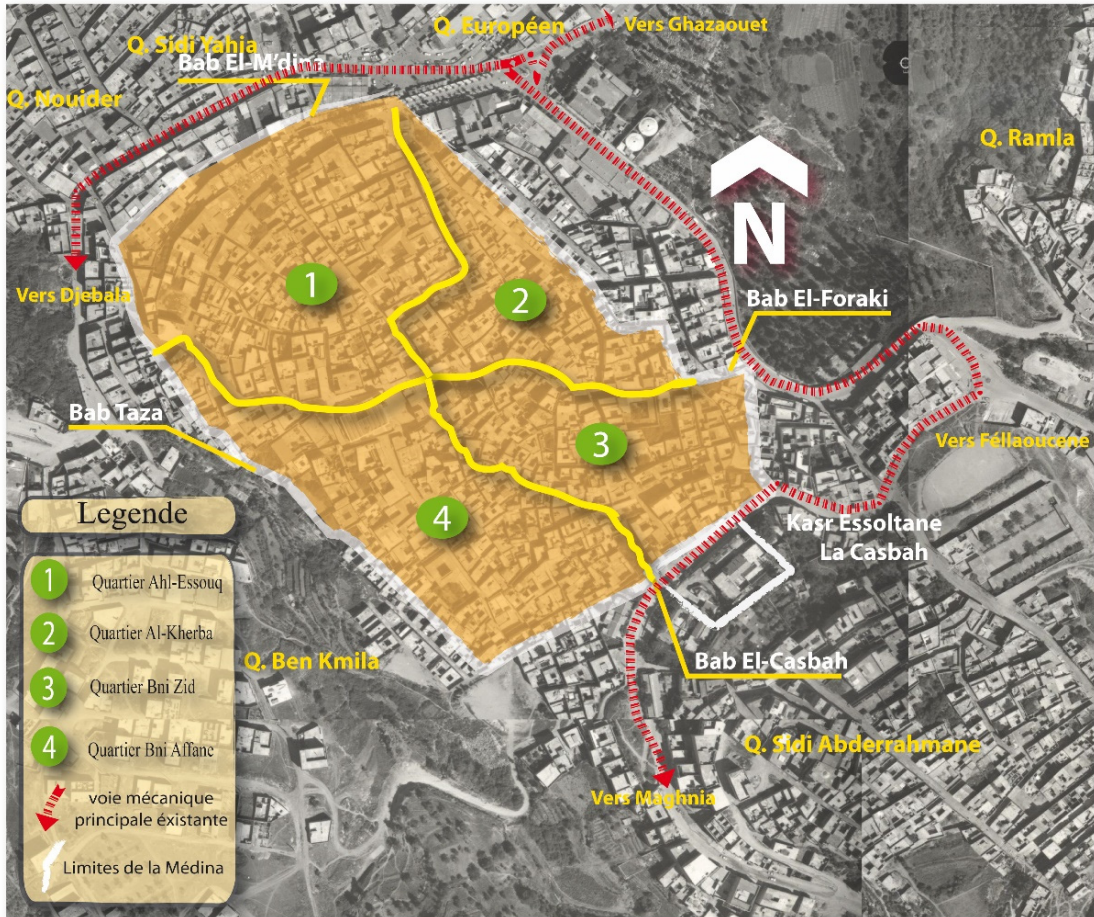 Q. Européen
Vers Ghazaouet
Q. Sidi Yahia
Bab El-M'dina
Q. Nouider
Q. Ramla
N
1
2
Vers Djebala
Bab El-Foraki
Bab Taza
3
Vers Féllaoucene
4
Kasr Essoltane
La Casbah
Q. Ben Kmila
Bab El-Casbah
Q. Sidi Abderrahmane
Vers Maghnia
Legende
1 Quartier Ahl-Essouq
2 Quartier Al-Kherba
3 Quartier Bni Zid
4 Quartier Bni Affane
voie mécanique
principale éxistante
Limites de la Médina